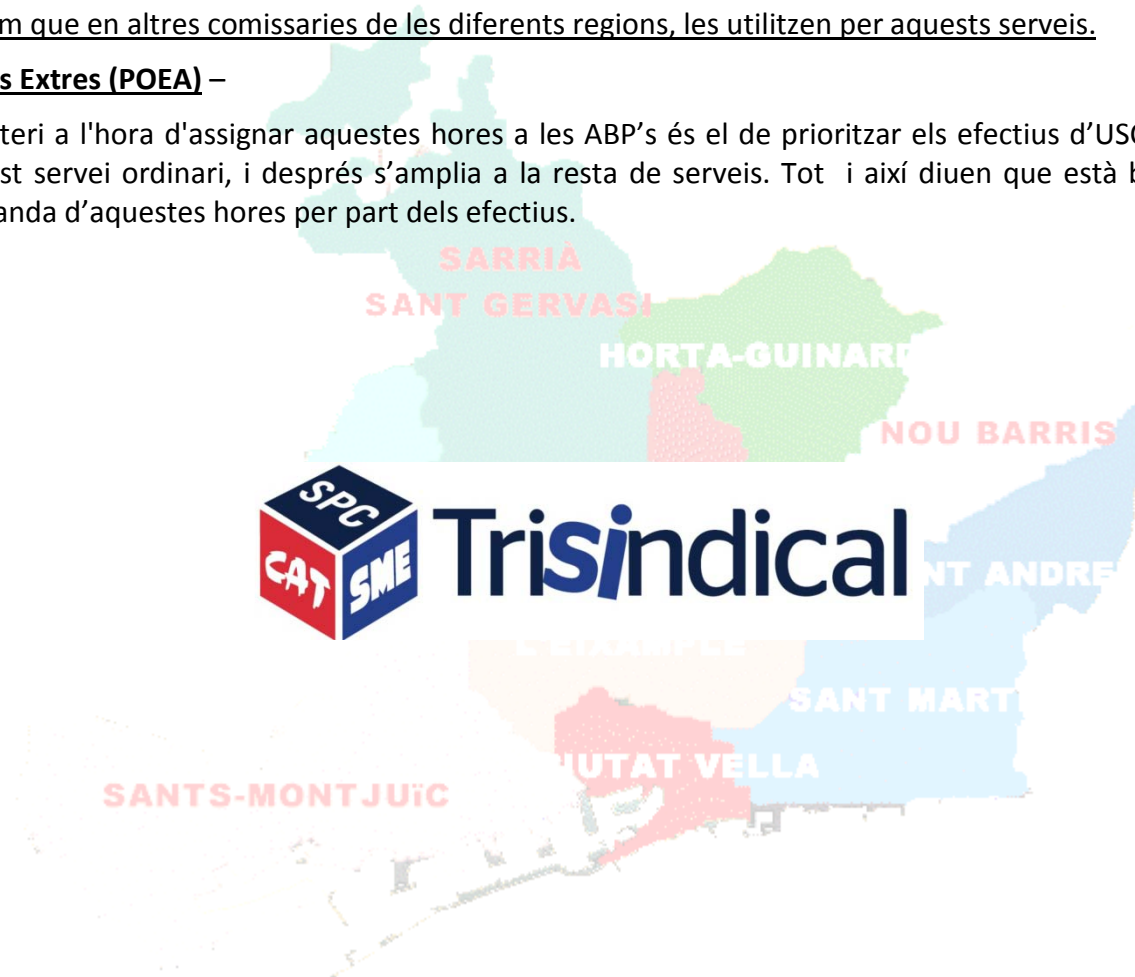 m que en altres comissaries de les diferents regions, les utilitzen per aquests serveis.
s Extres (POEA) –
teri a l'hora d'assignar aquestes hores a les ABP’s és el de prioritzar els efectius d’USC
st servei ordinari, i després s’amplia a la resta de serveis. Tot i així diuen que està b
anda d’aquestes hores per part dels efectius.
SARRIÀ
SANT GERVASI
HORTA-GUINARD
NOU BARRIS
SPC
CAT
SME
Trisindical
NT ANDRE
L'EIXAMPLE
SANT MART
IUTAT VELLA
SANTS-MONTJUïC